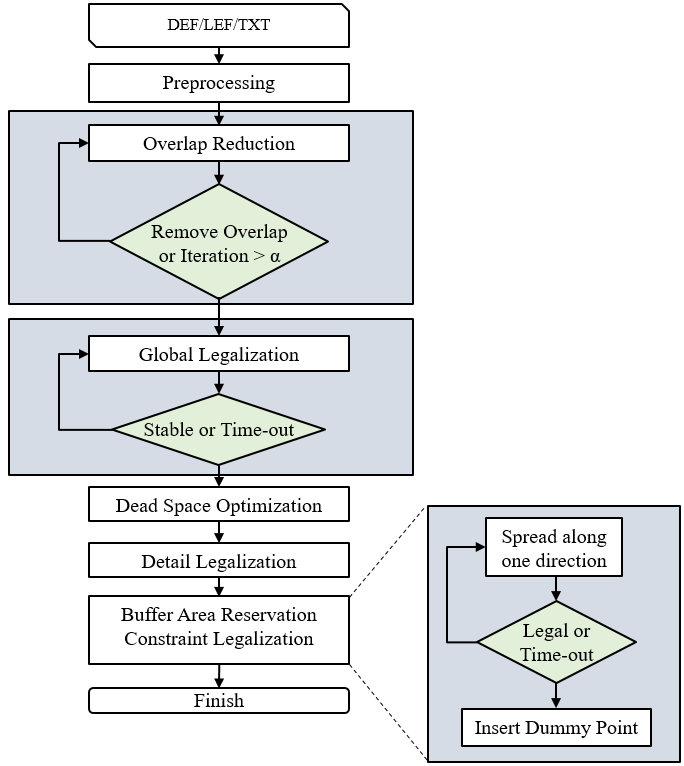 DEF/LEF/TXT
Preprocessing
Overlap Reduction
Remove Overlap
or Iteration > α
Global Legalization
Stable or Time-out
Dead Space Optimization
Detail Legalization
Buffer Area Reservation
Constraint Legalization
Finish
Spread along
one direction
Legal or
Time-out
Insert Dummy Point